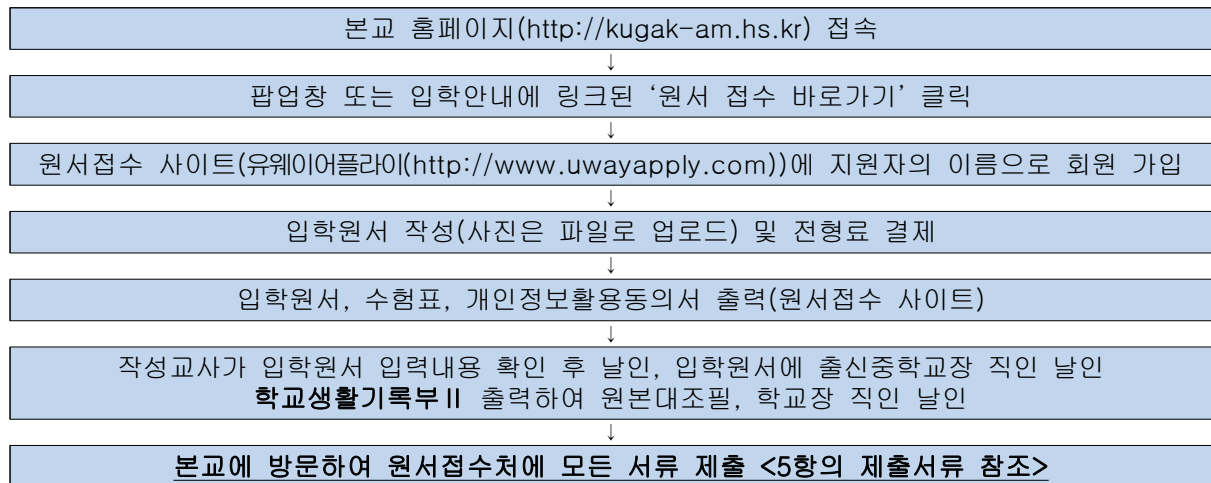 본교 홈페이지(http://kugak-am.hs.kr) 접속
↓
팝업창 또는 입학안내에 링크된 ‘원서 접수 바로가기’ 클릭
↓
원서접수 사이트(유웨이어플라이(http://www.uwayapply.com))에 지원자의 이름으로 회원 가입
↓
입학원서 작성(사진은 파일로 업로드) 및 전형료 결제
↓
입학원서, 수험표, 개인정보활용동의서 출력(원서접수 사이트)
↓
작성교사가 입학원서 입력내용 확인 후 날인, 입학원서에 출신중학교장 직인 날인
학교생활기록부Ⅱ 출력하여 원본대조필, 학교장 직인 날인
↓
본교에 방문하여 원서접수처에 모든 서류 제출 <5항의 제출서류 참조>